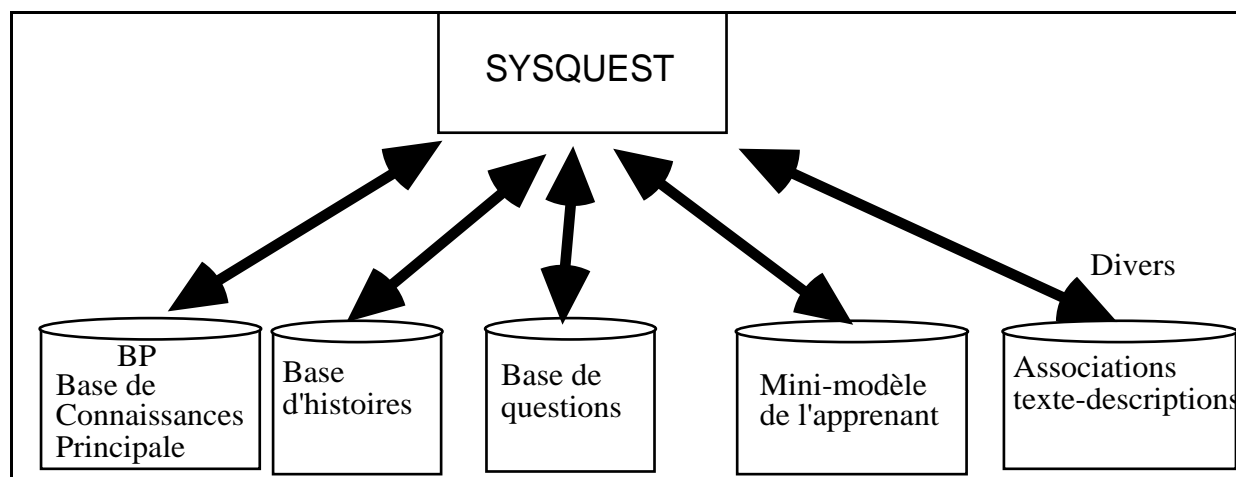 SYSQUEST
Divers
BP
Base de
Connaissances
Principale
Base
d'histoires
Base de
questions
Mini-modèle
de l'apprenant
Associations
texte-descriptions